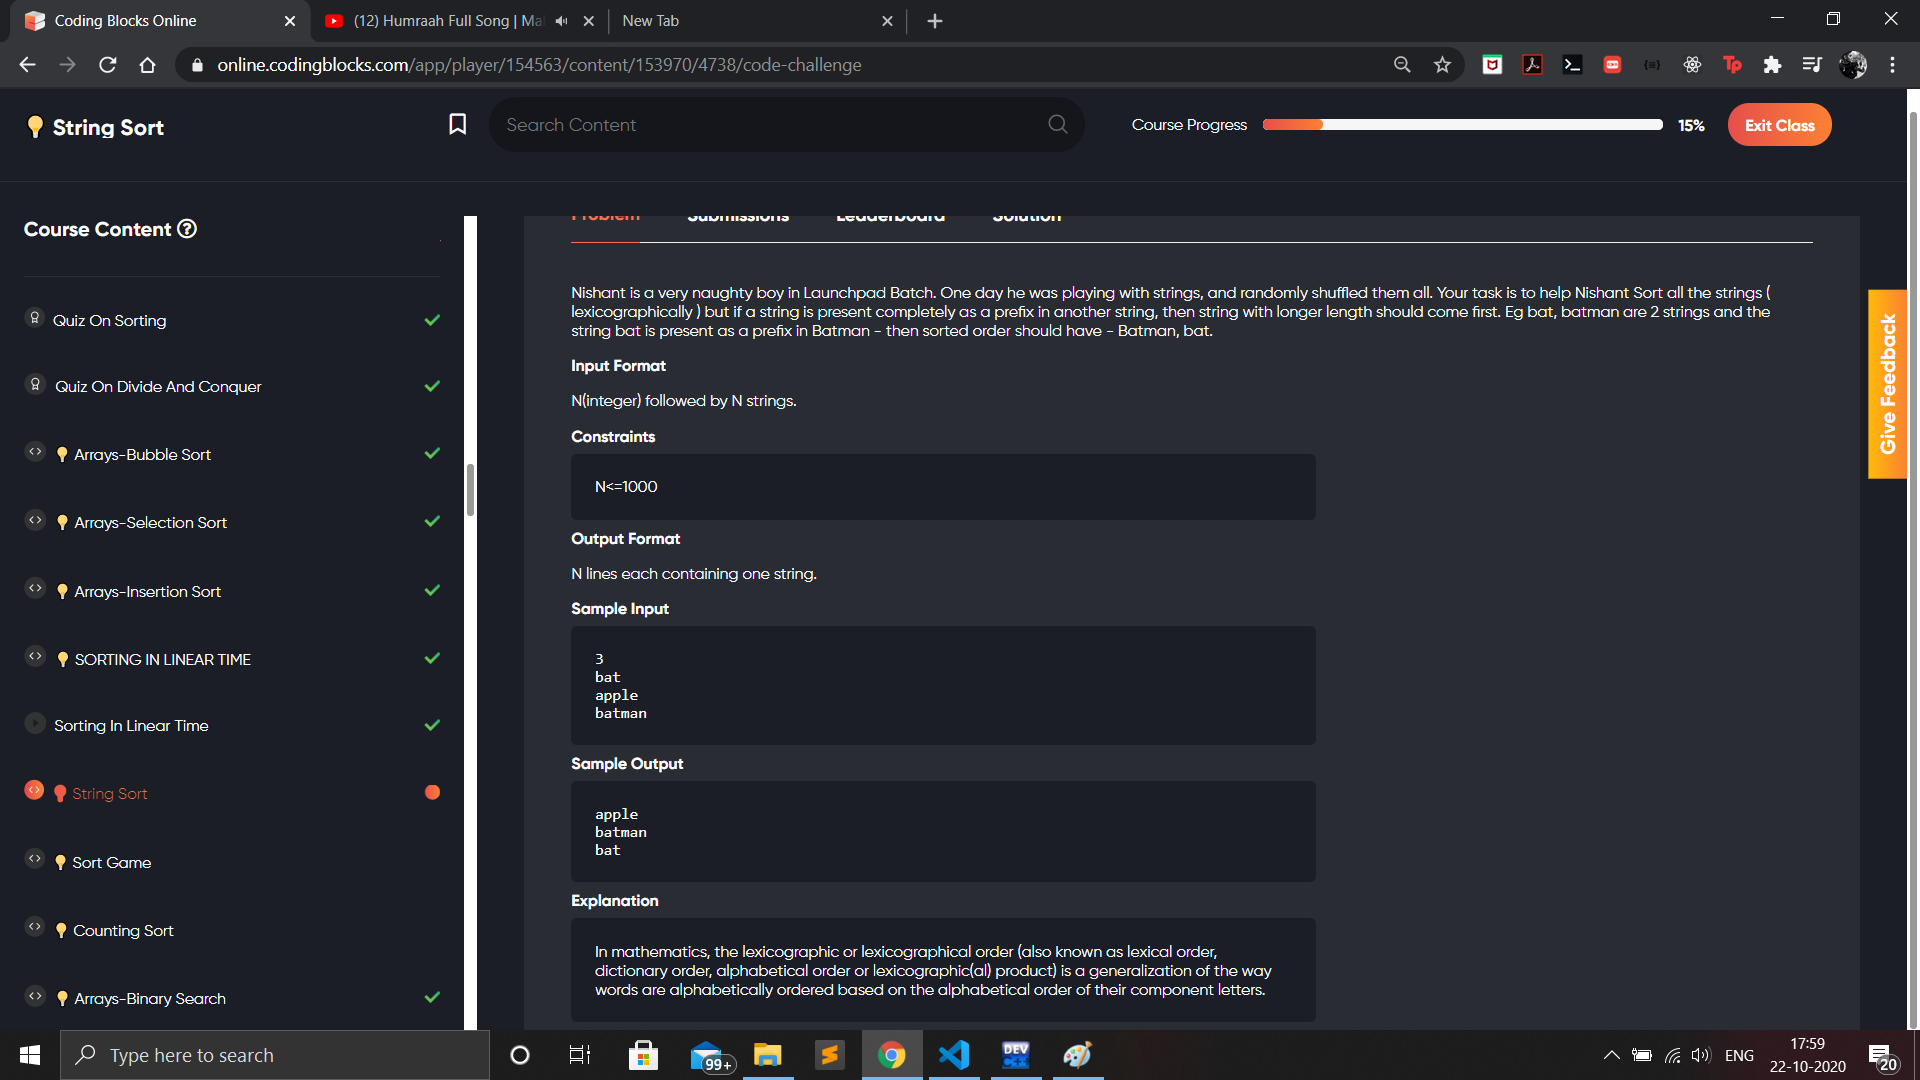 Coding Blocks Online
(12) Humraah Full Song | Ma
New Tab
online.codingblocks.com/app/player/154563/content/153970/4738/code-challenge
String Sort
Search Content
Course Progress
15%
Exit Class
Course Content
Problem
Submissions
Leaderboard
Solution
Quiz On Sorting
Quiz On Divide And Conquer
Arrays-Bubble Sort
Arrays-Selection Sort
Arrays-Insertion Sort
SORTING IN LINEAR TIME
Sorting In Linear Time
String Sort
Sort Game
Counting Sort
Arrays-Binary Search
Nishant is a very naughty boy in Launchpad Batch. One day he was playing with strings, and randomly shuffled them all. Your task is to help Nishant Sort all the strings (
lexicographically ) but if a string is present completely as a prefix in another string, then string with longer length should come first. Eg bat, batman are 2 strings and the
string bat is present as a prefix in Batman - then sorted order should have - Batman, bat.
Input Format
N(integer) followed by N strings.
Constraints
N<=1000
Output Format
N lines each containing one string.
Sample Input
3
bat
apple
batman
Sample Output
apple
batman
bat
Explanation
In mathematics, the lexicographic or lexicographical order (also known as lexical order,
dictionary order, alphabetical order or lexicographic(al) product) is a generalization of the way
words are alphabetically ordered based on the alphabetical order of their component letters.
Give Feedback
Type here to search
99+
DEV
ENG
17:59
22-10-2020
20